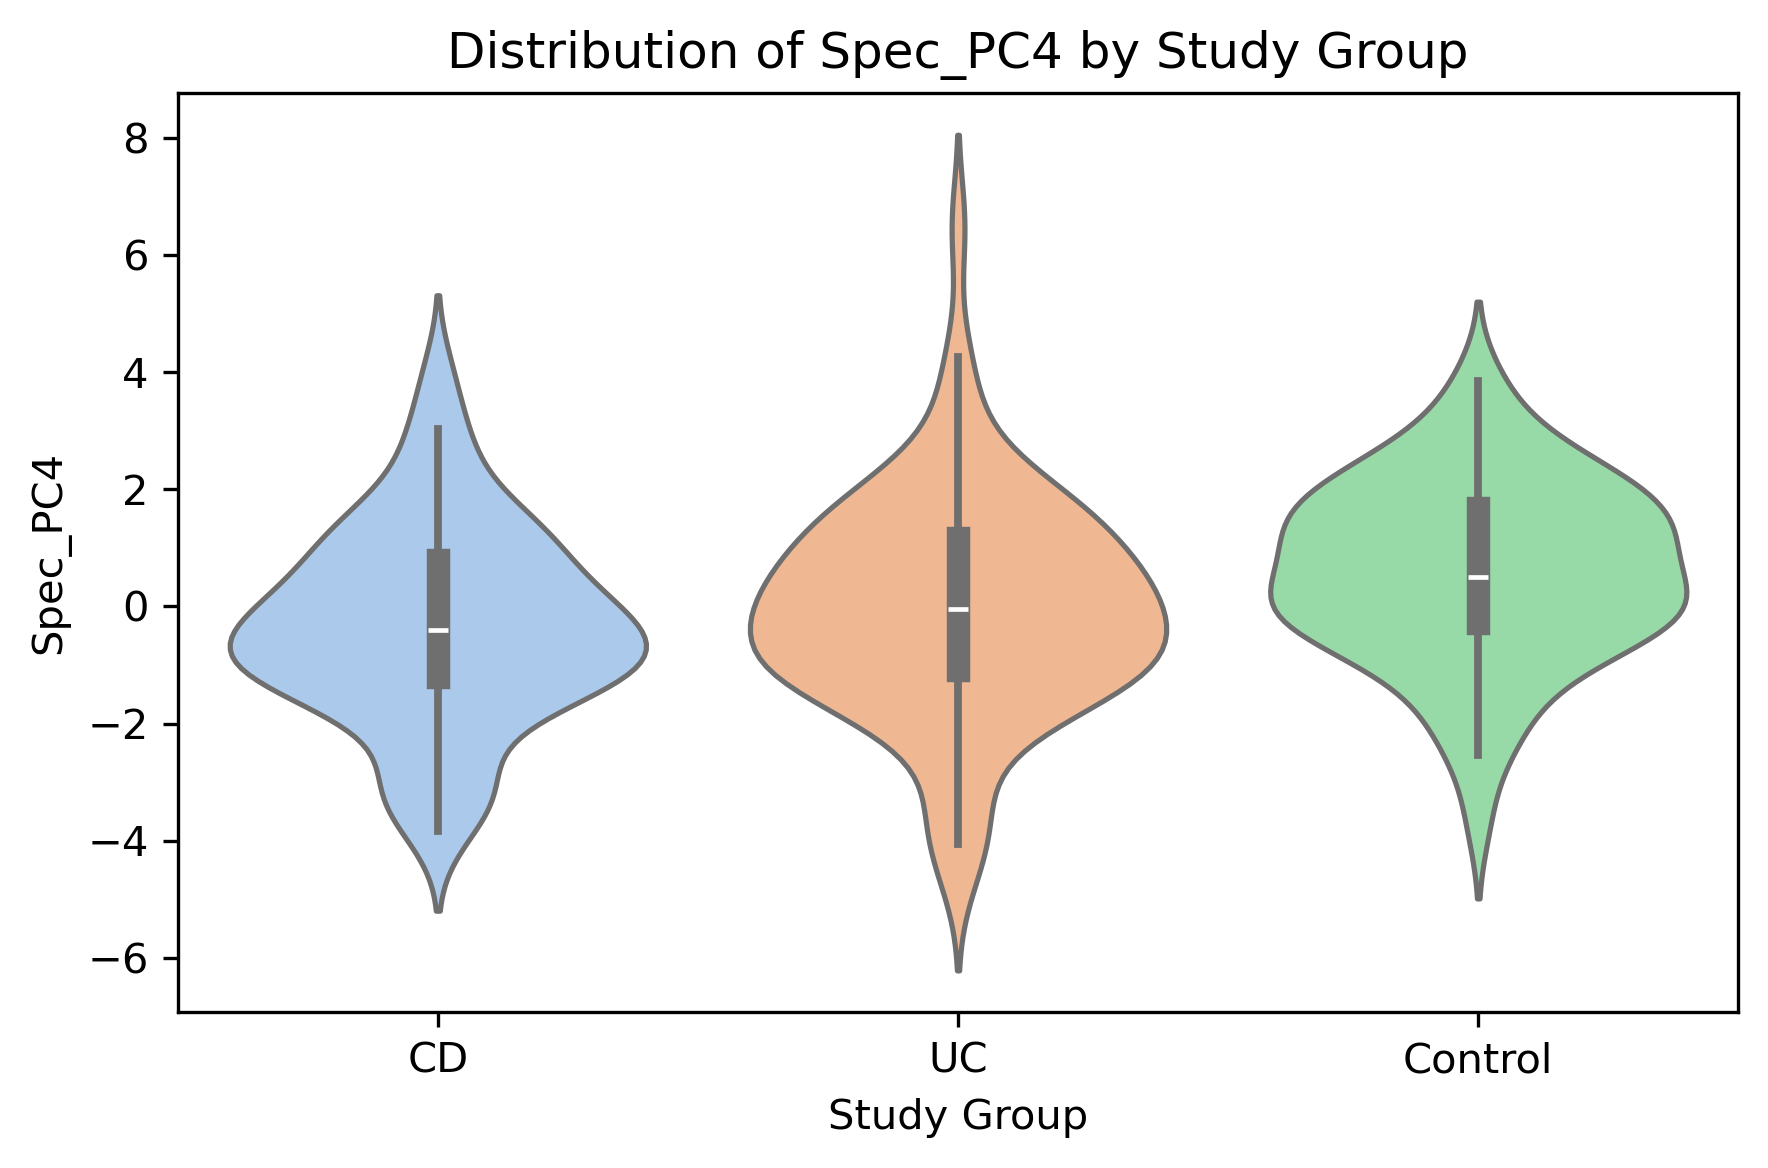 Distribution of Spec_PC4 by Study Group
8
6
4
2
0
−2
−4
−6
Spec_PC4
CD UC Control
Study Group